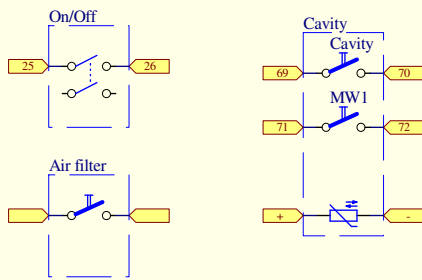 On/Off
25 26
Air filter
Cavity
Cavity
69 70
MW1
71 72
+ -